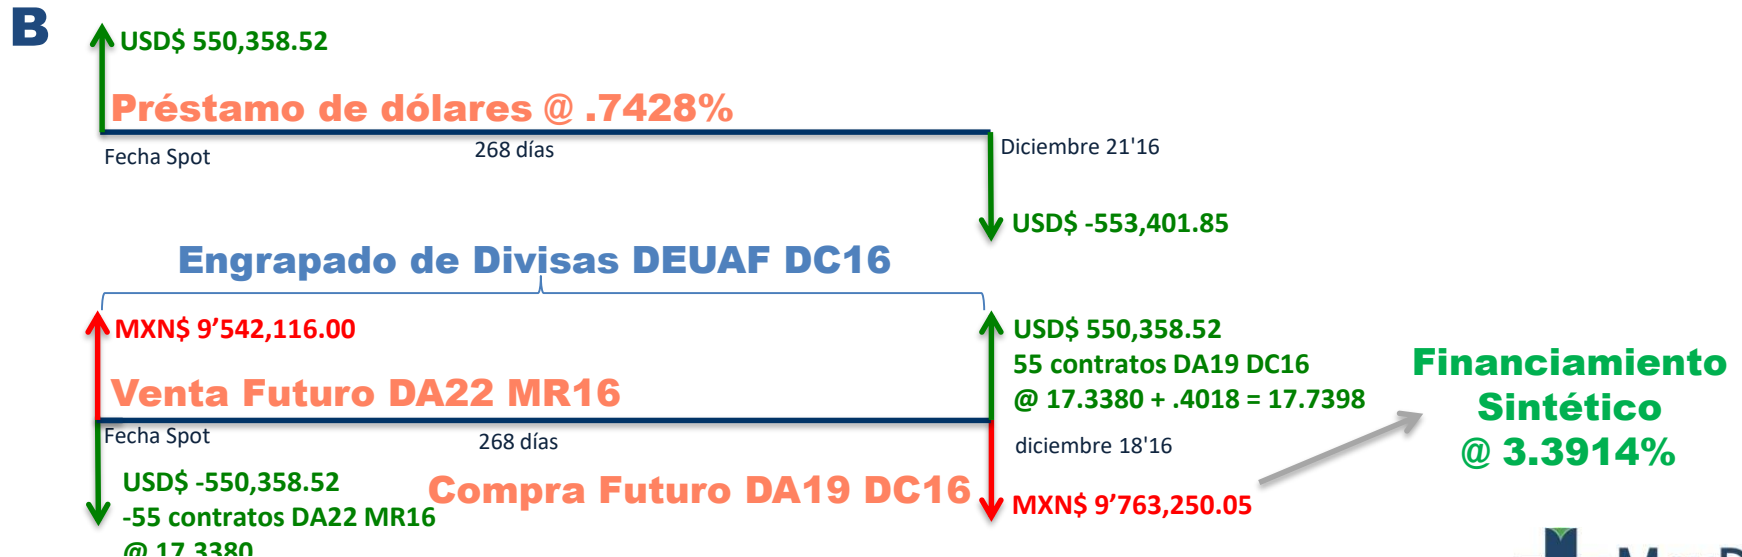 B
USD$ 550,358.52
Préstamo de dólares @ .7428%
Fecha Spot
268 días
Diciembre 21'16
USD$ -553,401.85
Engrapado de Divisas DEUAF DC16
MXN$ 9’542,116.00
USD$ 550,358.52
55 contratos DA19 DC16
@ 17.3380 + .4018 = 17.7398
Financiamiento
Sintético
@ 3.3914%
Venta Futuro DA22 MR16
Fecha Spot
268 días
diciembre 18'16
USD$ -550,358.52
-55 contratos DA22 MR16
@ 17.3380
Compra Futuro DA19 DC16
MXN$ 9’763,250.05